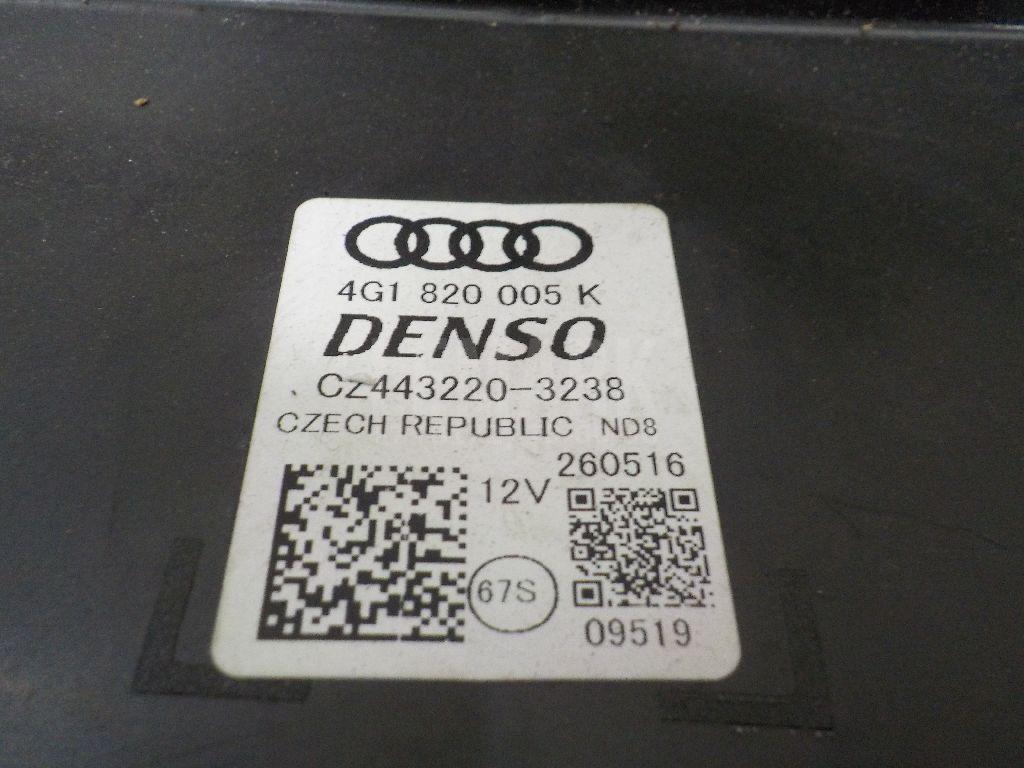 4G1 820 005 K
DENSO
Cz443220-3238
CZECH REPUBLIC ND8
260516
12V
67S
09519